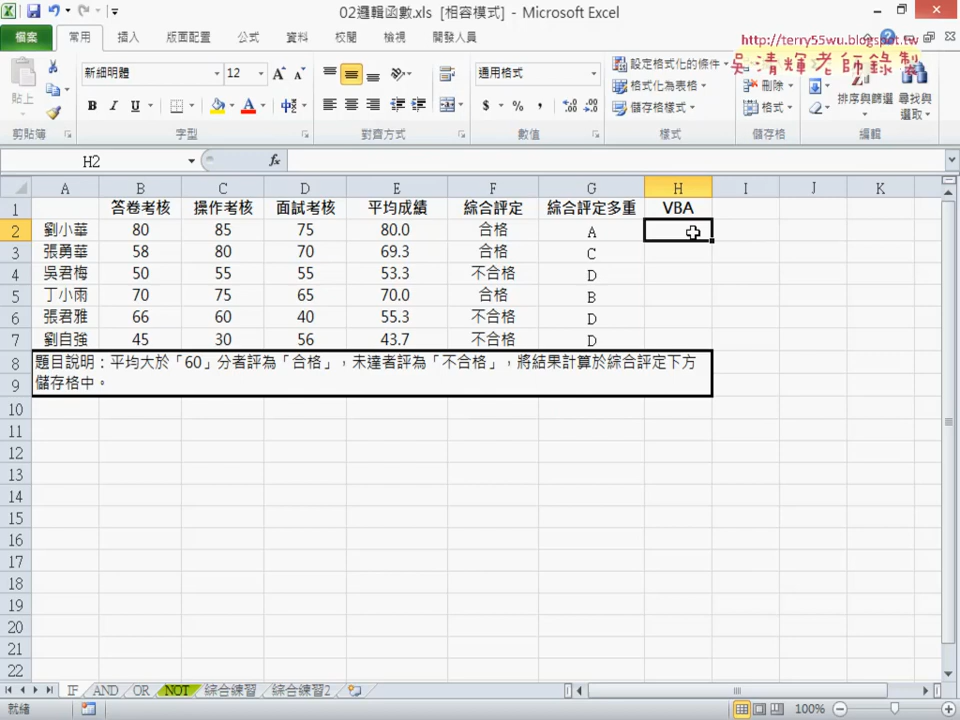 02邏輯函數.xls [相容模式] - Microsoft Excel
http://terry55wu.blogspot.tw
吳清輝老師錄製
檔案 常用 插入 版面配置 公式 資料 校閱 檢視 開發人員
貼上 新細明體 12 通用格式 設定格式化的條件 格式化為表格 儲存格樣式 刪除 格式 排序與篩選 尋找與選取
B I U A 中 $ % ,
剪貼簿 字型 對齊方式 數值 樣式 儲存格 編輯
H2 fx
A B C D E F G H I J K
1 答卷考核 操作考核 面試考核 平均成績 綜合評定 綜合評定多重 VBA
2 劉小華 80 85 75 80.0 合格 A
3 張勇華 58 80 70 69.3 合格 C
4 吳君梅 50 55 55 53.3 不合格 D
5 丁小雨 70 75 65 70.0 合格 B
6 張君雅 66 60 40 55.3 不合格 D
7 劉自強 45 30 56 43.7 不合格 D
8 題目說明：平均大於「60」分者評為「合格」，未達者評為「不合格」，將結果計算於綜合評定下方
9 儲存格中。
10
11
12
13
14
15
16
17
18
19
20
21
22
IF AND OR NOT 綜合練習 綜合練習2
就緒 100%